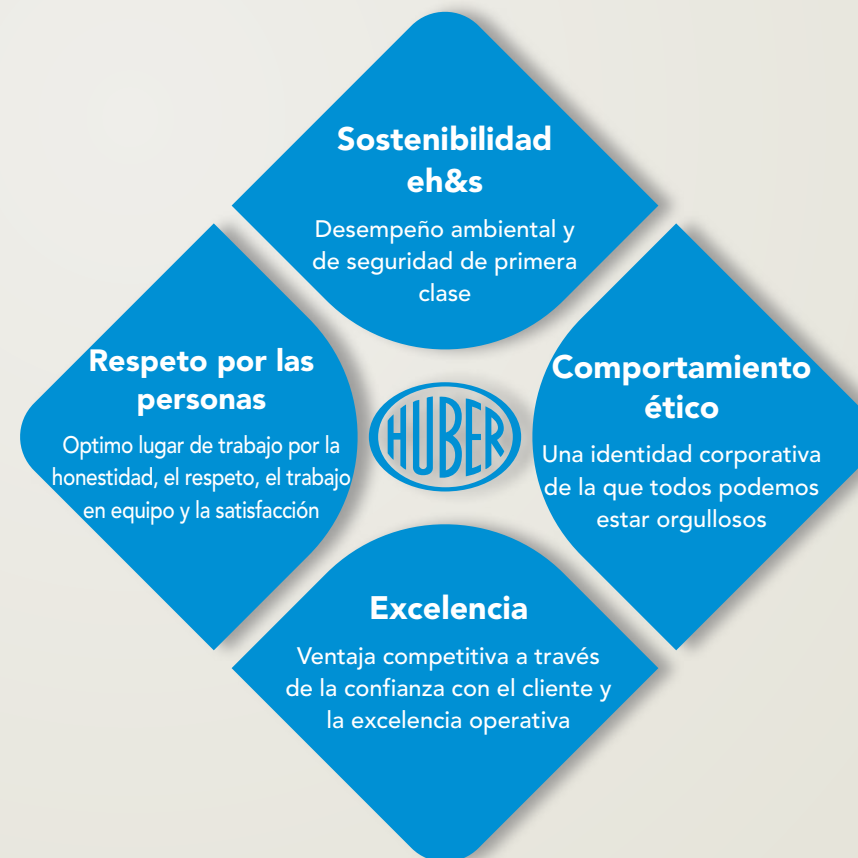 Sostenibilidad
eh&s
Desempeño ambiental y
de seguridad de primera
clase
Respeto por las
personas
Optimo lugar de trabajo por la
honestidad, el respeto, el trabajo
en equipo y la satisfacción
HUBER
Comportamiento
ético
Una identidad corporativa
de la que todos podemos
estar orgullosos
Excelencia
Ventaja competitiva a través
de la confianza con el cliente y
la excelencia operativa